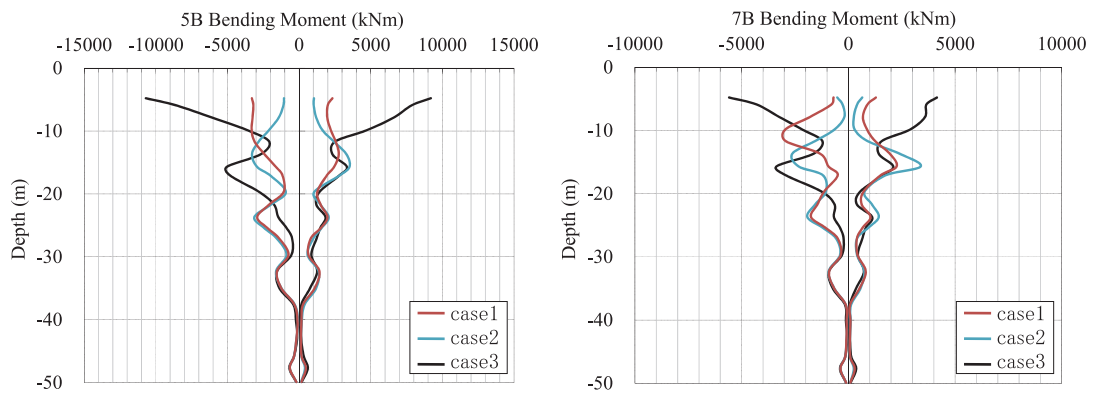 5B Bending Moment (kNm)
-15000 -10000 -5000 0 5000 10000 15000
0
-10
-20
-30
-40
-50
Depth (m)
case1
case2
case3
7B Bending Moment (kNm)
-10000 -5000 0 5000 10000
0
-10
-20
-30
-40
-50
Depth (m)
case1
case2
case3